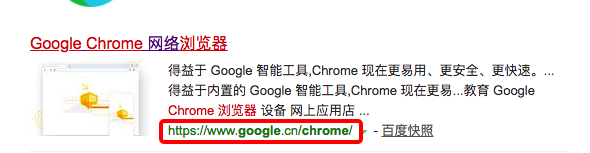 Google Chrome 网络浏览器
得益于 Google 智能工具,Chrome 现在更易用、更安全、更快速。...
得益于内置的 Google 智能工具,Chrome 现在更易...教育 Google
Chrome 浏览器 设备 网上应用店 ...
https://www.google.cn/chrome/ - 百度快照